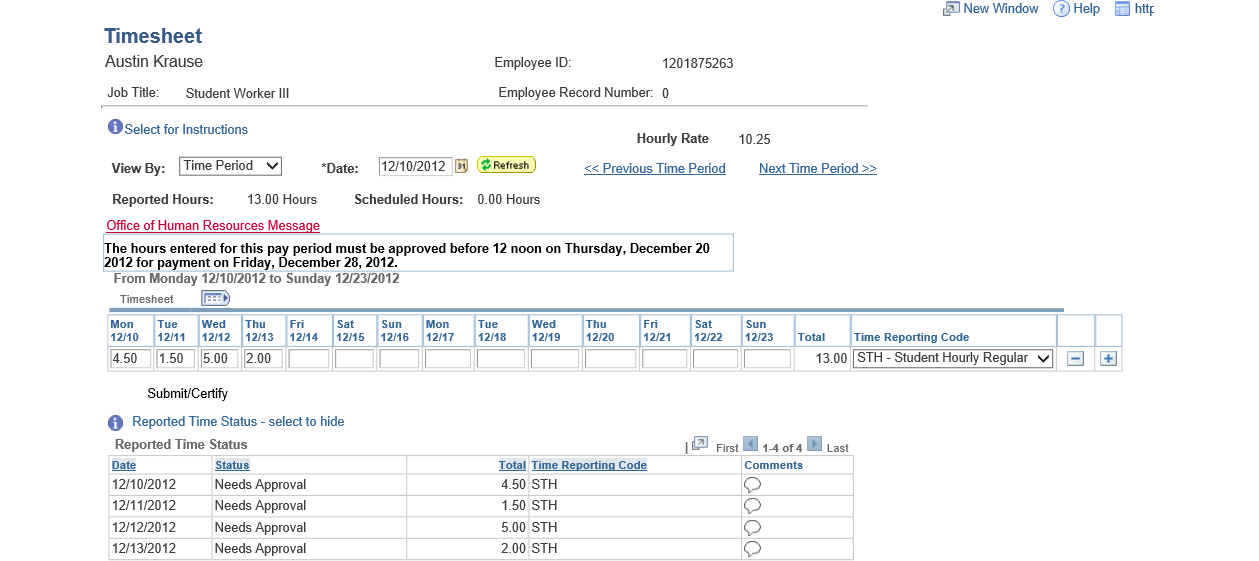 New Window Help http
Timesheet
Austin Krause Employee ID: 1201875263
Job Title: Student Worker III Employee Record Number: 0
Select for Instructions
Hourly Rate 10.25
View By: Time Period *Date: 12/10/2012 31 Refresh << Previous Time Period Next Time Period >>
Reported Hours: 13.00 Hours Scheduled Hours: 0.00 Hours
Office of Human Resources Message
The hours entered for this pay period must be approved before 12 noon on Thursday, December 20
2012 for payment on Friday, December 28, 2012.
From Monday 12/10/2012 to Sunday 12/23/2012
Timesheet
Mon Tue Wed Thu Fri Sat Sun Mon Tue Wed Thu Fri Sat Sun
12/10 12/11 12/12 12/13 12/14 12/15 12/16 12/17 12/18 12/19 12/20 12/21 12/22 12/23 Total Time Reporting Code
4.50 1.50 5.00 2.00 13.00 STH - Student Hourly Regular
Submit/Certify
Reported Time Status - select to hide
Reported Time Status First 1-4 of 4 Last
Date Status Total Time Reporting Code Comments
12/10/2012 Needs Approval 4.50 STH
12/11/2012 Needs Approval 1.50 STH
12/12/2012 Needs Approval 5.00 STH
12/13/2012 Needs Approval 2.00 STH